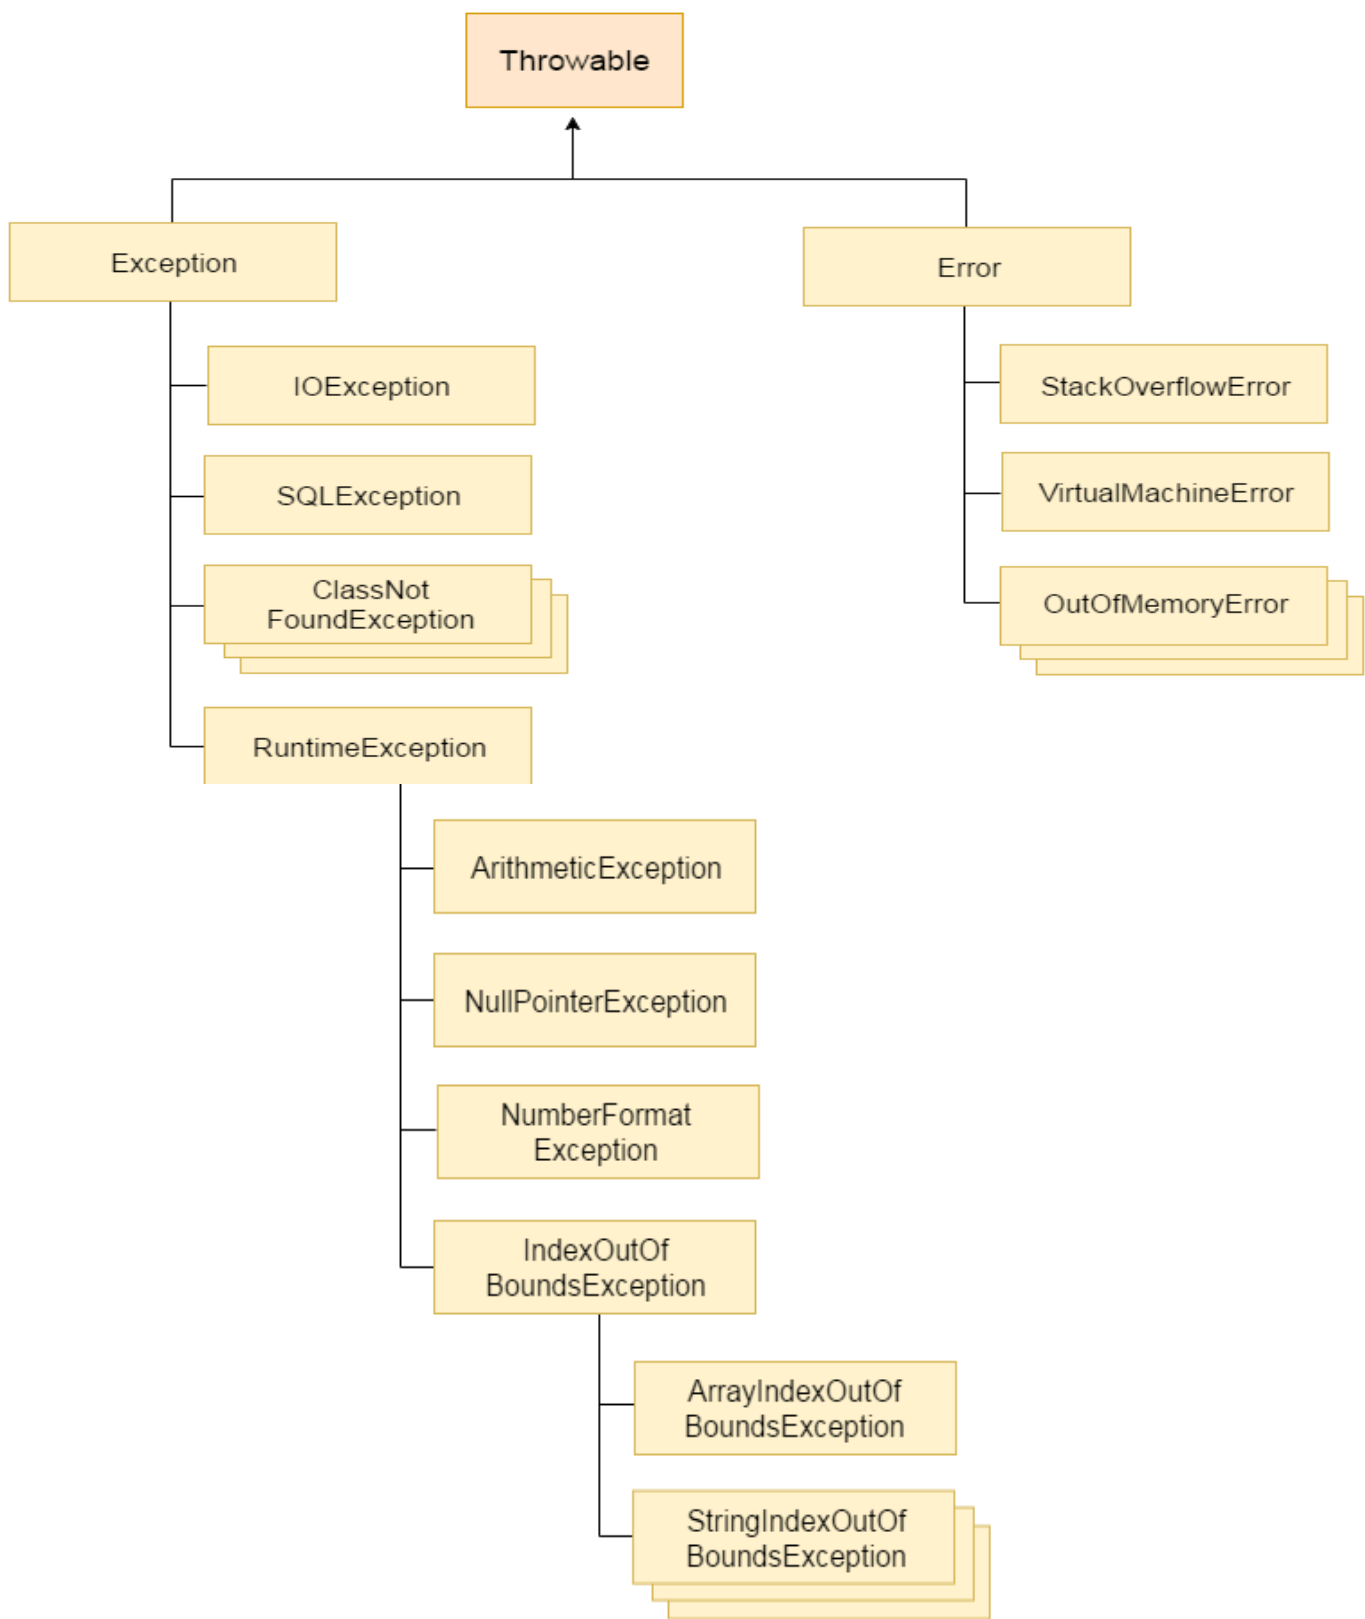 Throwable
Exception
Error
IOException
StackOverflowError
SQLException
VirtualMachineError
ClassNot
FoundException
OutOfMemoryError
RuntimeException
ArithmeticException
NullPointerException
NumberFormat
Exception
IndexOutOf
BoundsException
ArrayIndexOutOf
BoundsException
StringIndexOutOf
BoundsException